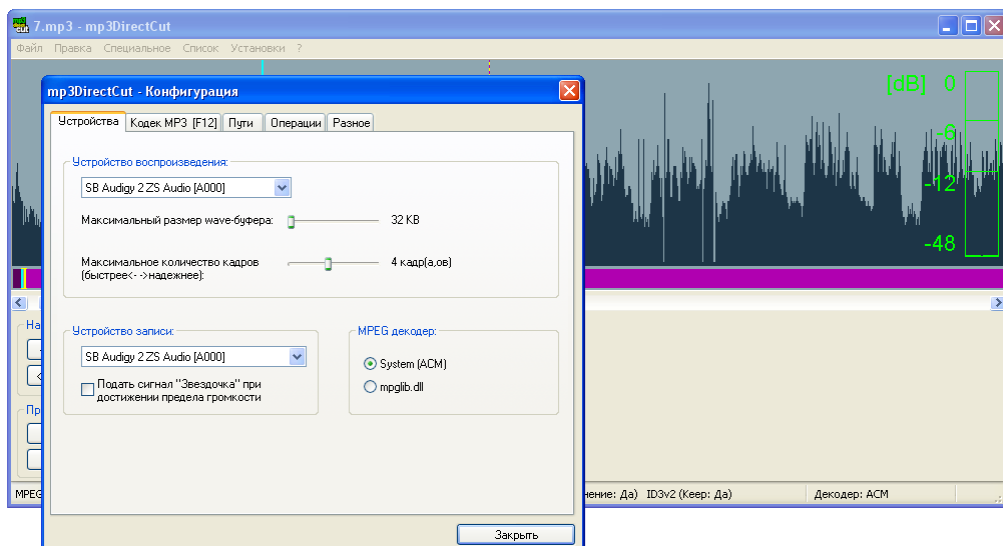 7.mp3 - mp3DirectCut
Файл Правка Специальное Список Установки ?
mp3DirectCut - Конфигурация
Устройства Кодек MP3 [F12] Пути Операции Разное
Устройство воспроизведения:
SB Audigy 2 ZS Audio [A000]
Максимальный размер wave-буфера: 32 KB
Максимальное количество кадров 4 кадр(а,ов)
(быстрее<- ->надежнее):
Устройство записи:
SB Audigy 2 ZS Audio [A000]
Подать сигнал "Звездочка" при
достижении предела громкости
MPEG декодер:
System (ACM)
mpglib.dll
Закрыть
[dB] 0
-6
-12
-48
На
Пр
MPEG
нение: Да) ID3v2 (Keep: Да) Декодер: ACM